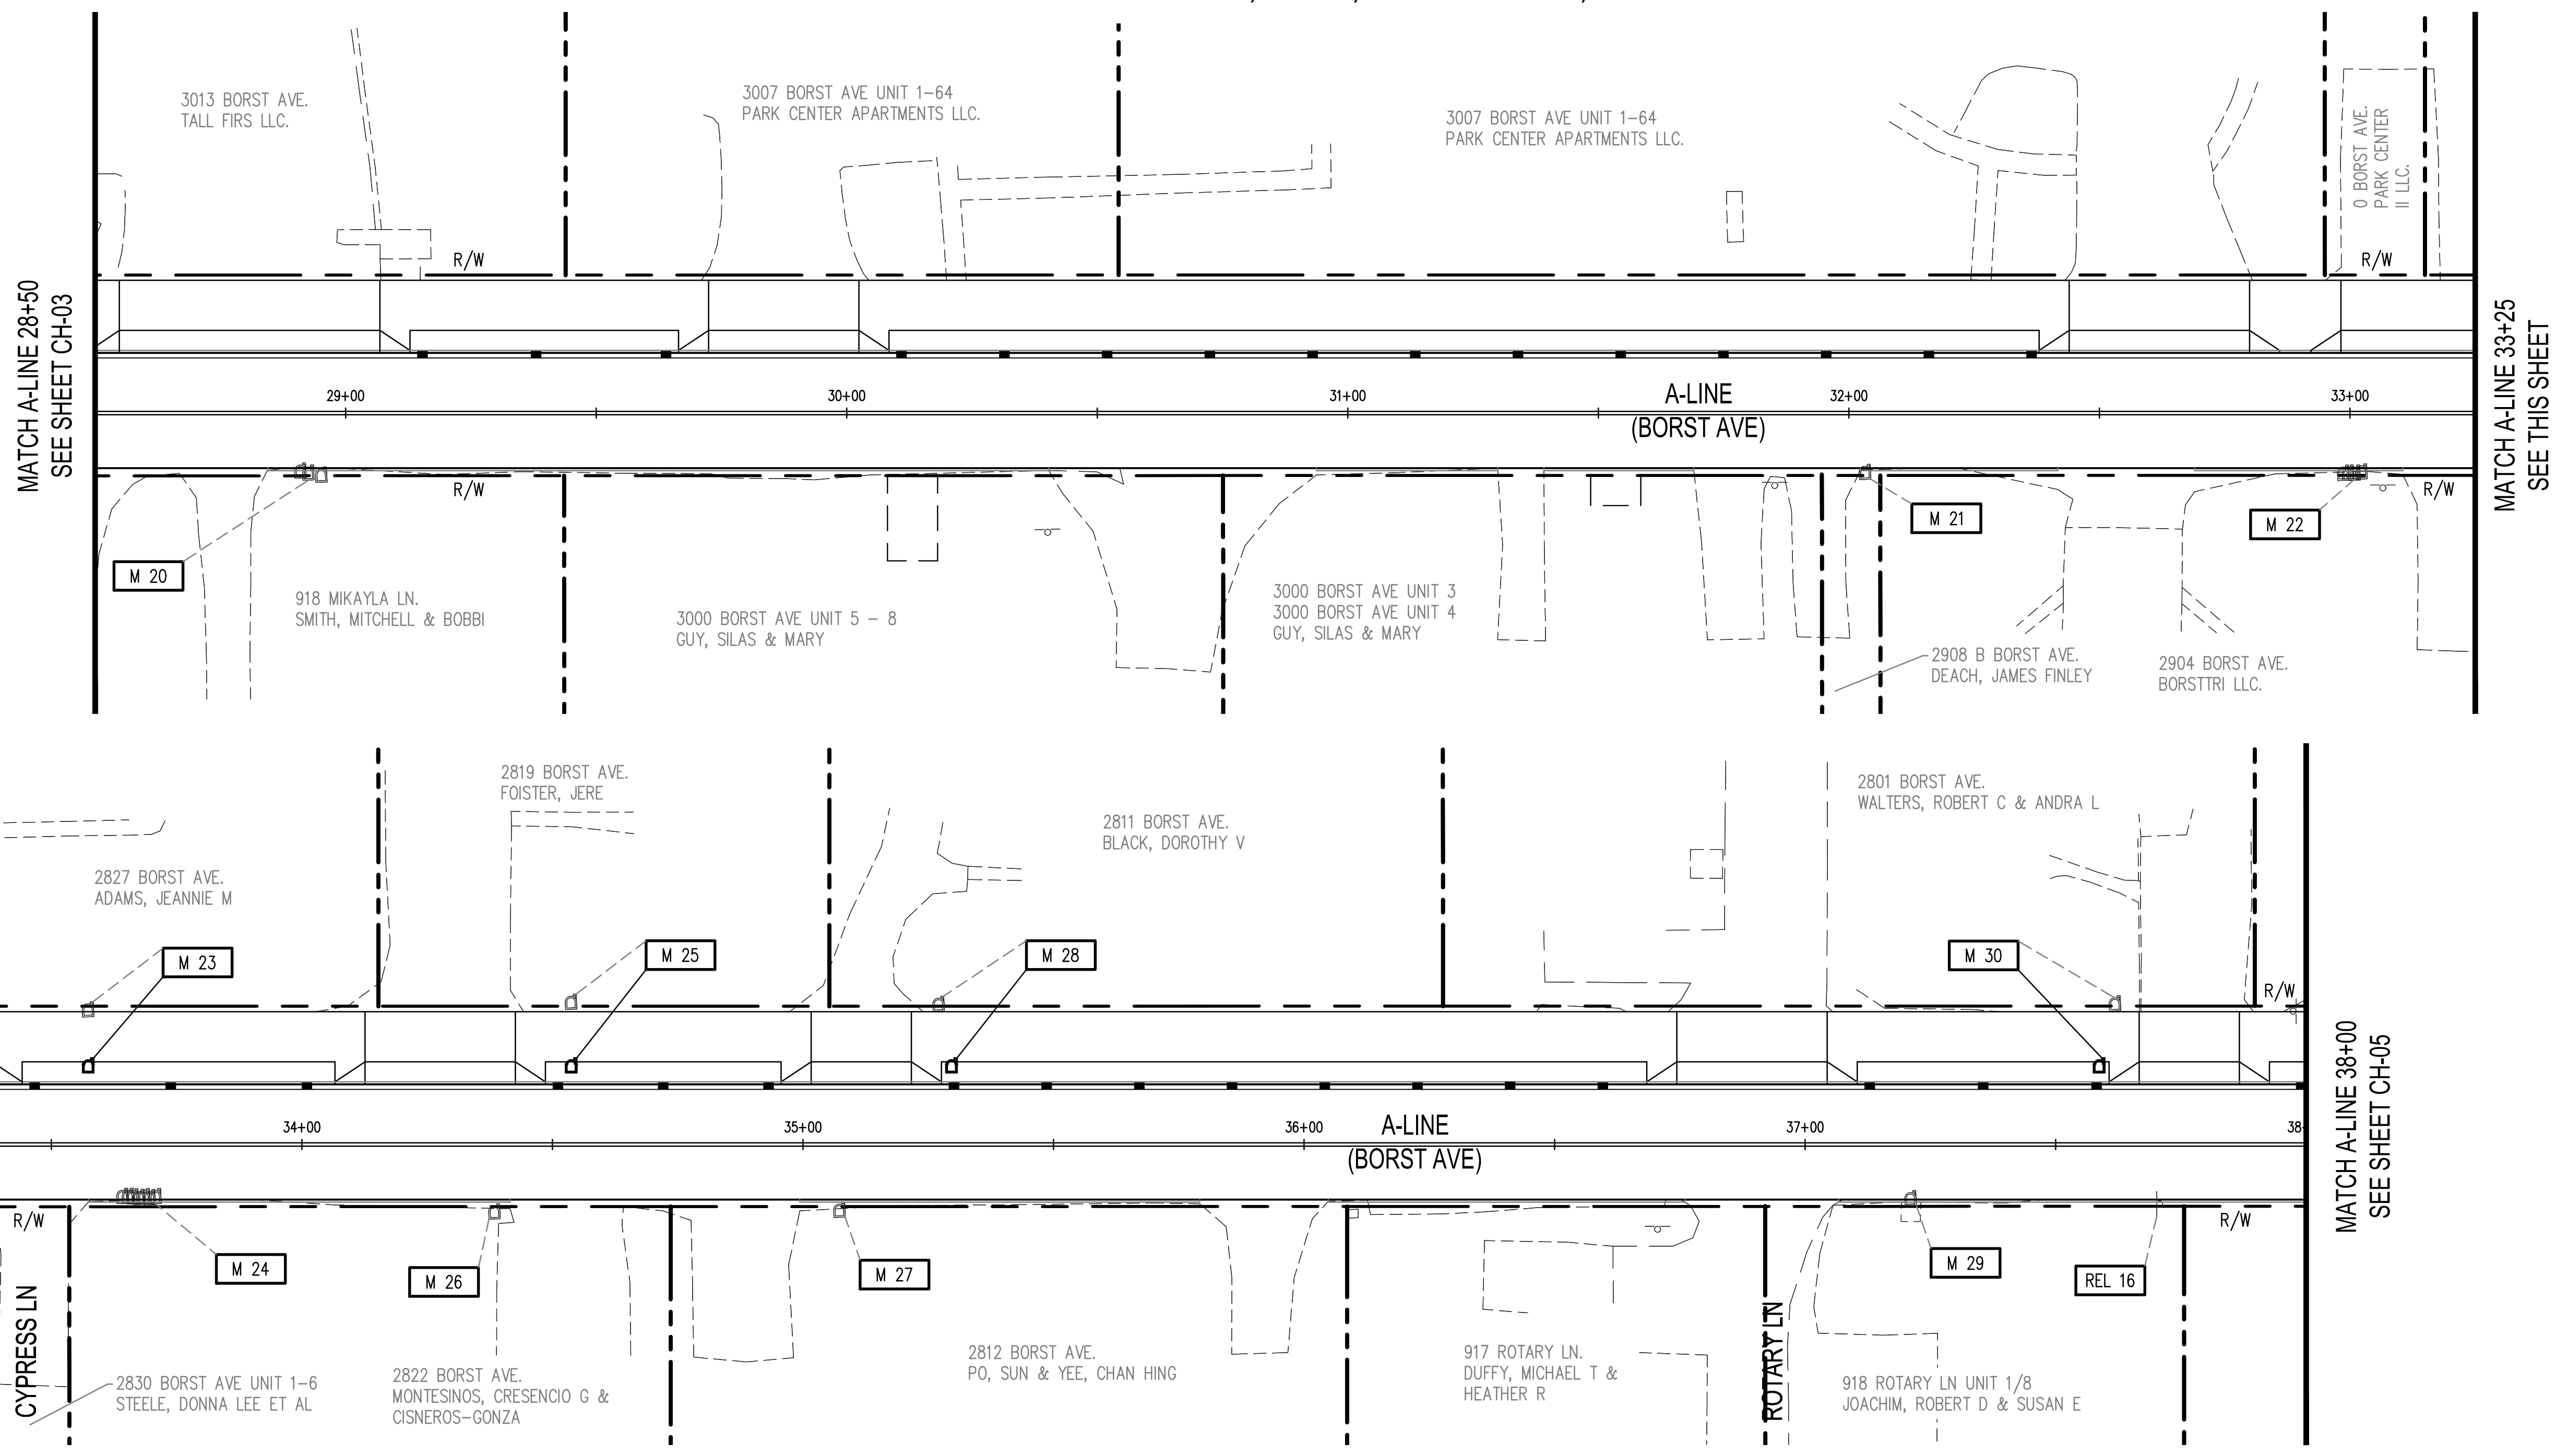 3013 BORST AVE.
TALL FIRS LLC.
3007 BORST AVE UNIT 1-64
PARK CENTER APARTMENTS LLC.
3007 BORST AVE UNIT 1-64
PARK CENTER APARTMENTS LLC.
0 BORST AVE.
PARK CENTER
II LLC.
R/W
R/W
MATCH A-LINE 28+50
SEE SHEET CH-03
29+00
30+00
31+00
A-LINE
32+00
33+00
(BORST AVE)
MATCH A-LINE 33+25
SEE THIS SHEET
R/W
R/W
M 20
M 21
M 22
918 MIKAYLA LN.
SMITH, MITCHELL & BOBBI
3000 BORST AVE UNIT 5 - 8
GUY, SILAS & MARY
3000 BORST AVE UNIT 3
3000 BORST AVE UNIT 4
GUY, SILAS & MARY
2908 B BORST AVE.
DEACH, JAMES FINLEY
2904 BORST AVE.
BORSTTRI LLC.
2827 BORST AVE.
ADAMS, JEANNIE M
2819 BORST AVE.
FOISTER, JERE
2811 BORST AVE.
BLACK, DOROTHY V
2801 BORST AVE.
WALTERS, ROBERT C & ANDRA L
M 23
M 25
M 28
M 30
R/W
34+00
35+00
36+00
A-LINE
37+00
38
(BORST AVE)
MATCH A-LINE 38+00
SEE SHEET CH-05
R/W
R/W
M 24
M 26
M 27
M 29
REL 16
CYPRESS LN
ROTARY LN
2830 BORST AVE UNIT 1-6
STEELE, DONNA LEE ET AL
2822 BORST AVE.
MONTESINOS, CRESENCIO G &
CISNEROS-GONZA
2812 BORST AVE.
PO, SUN & YEE, CHAN HING
917 ROTARY LN.
DUFFY, MICHAEL T &
HEATHER R
918 ROTARY LN UNIT 1/8
JOACHIM, ROBERT D & SUSAN E